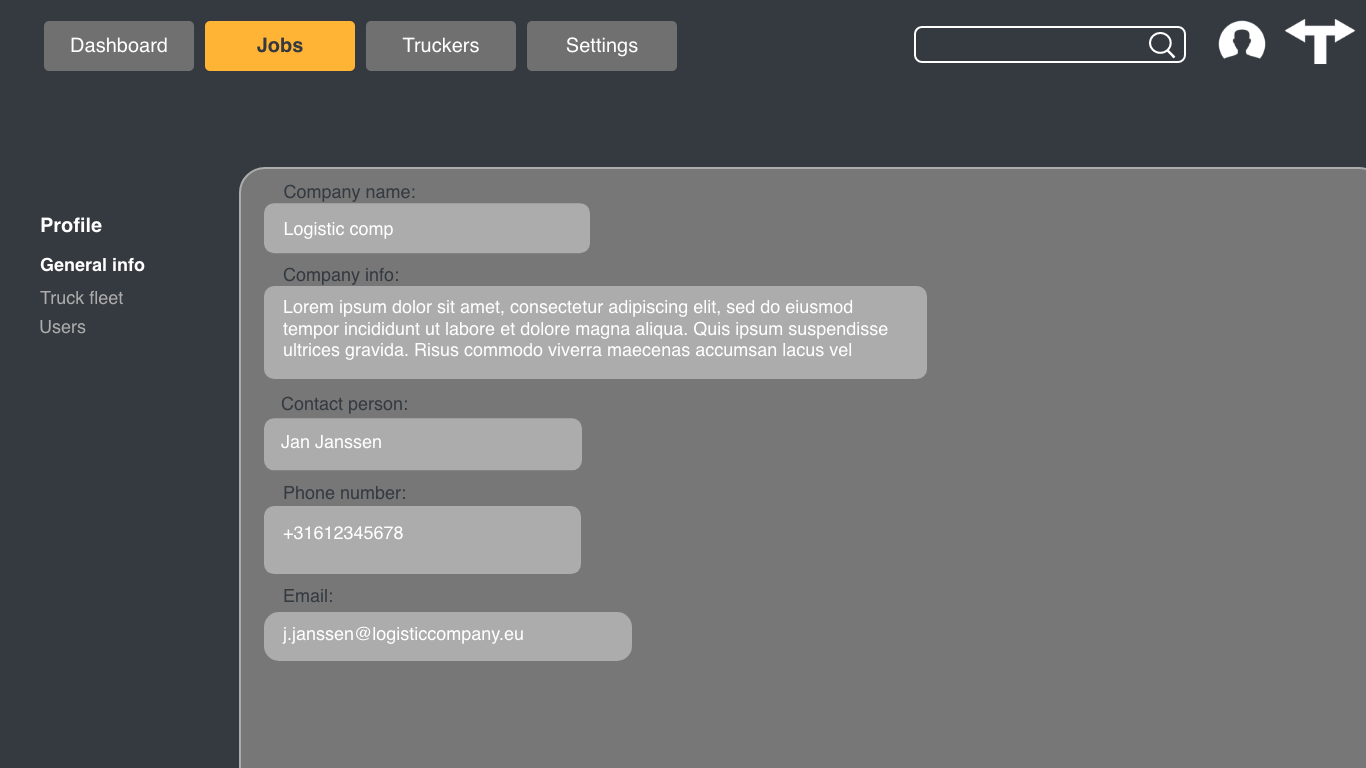 Dashboard
Jobs
Truckers
Settings
Profile
General info
Truck fleet
Users
Company name:
Logistic comp
Company info:
Lorem ipsum dolor sit amet, consectetur adipiscing elit, sed do eiusmod
tempor incididunt ut labore et dolore magna aliqua. Quis ipsum suspendisse
ultrices gravida. Risus commodo viverra maecenas accumsan lacus vel
Contact person:
Jan Janssen
Phone number:
+31612345678
Email:
j.janssen@logisticcompany.eu